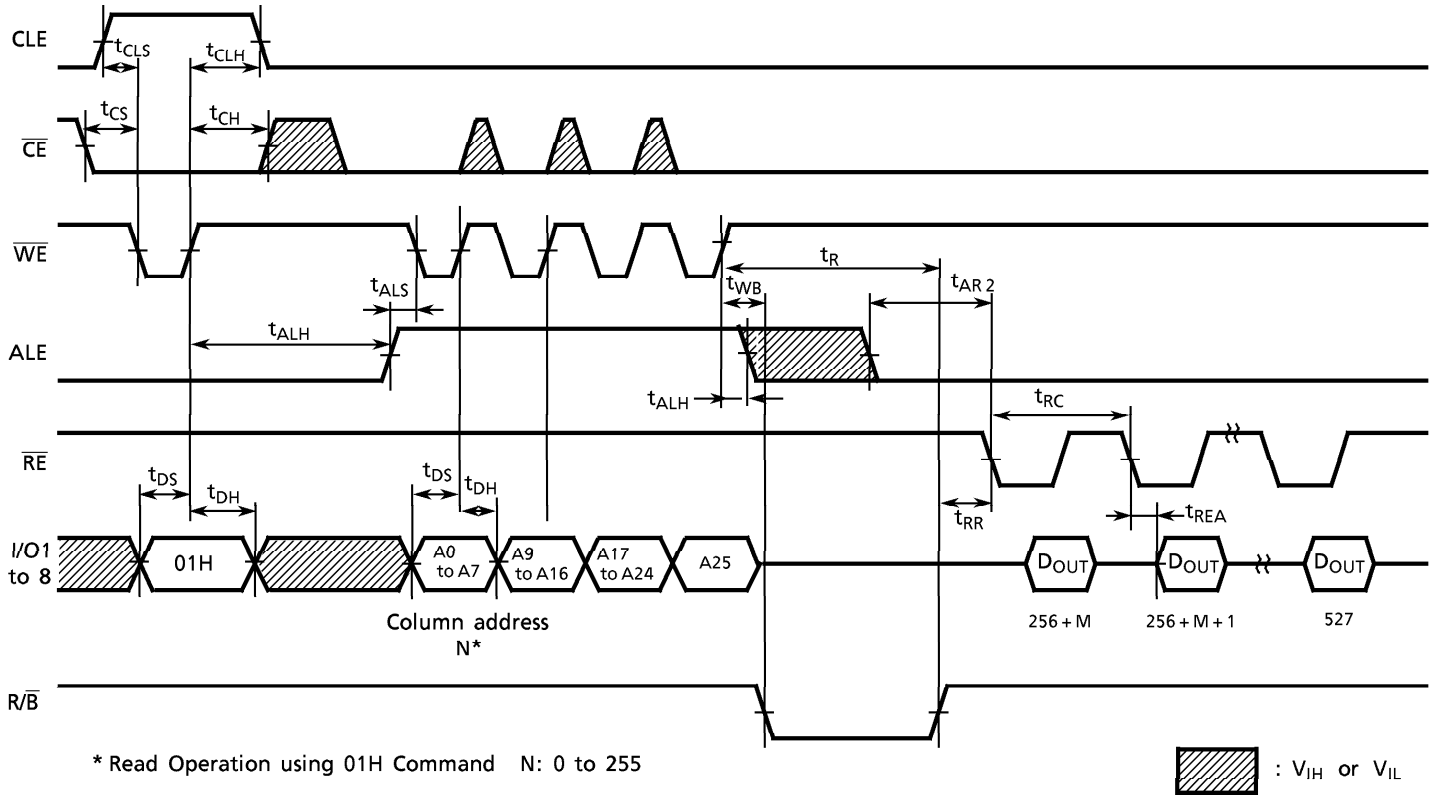 CLE
tCLS
tCLH
CE
tCS
tCH
WE
tR
tWB
tAR2
tALS
tALH
ALE
tALH
tRC
RE
tDS
tDH
tDS
tDH
tRR
tREA
I/O1
to 8
01H
A0
to A7
A9
to A16
A17
to A24
A25
DOUT
DOUT
DOUT
Column address
N*
256 + M
256 + M + 1
527
R/B
* Read Operation using 01H Command N: 0 to 255
: VIH or VIL